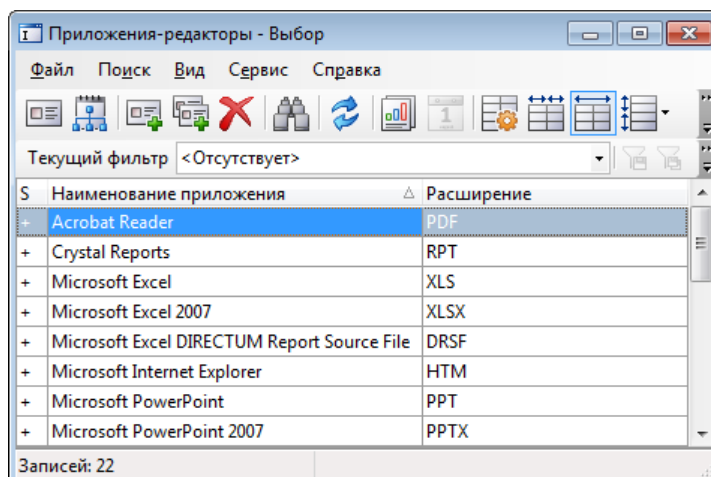 Приложения-редакторы - Выбор
Файл Поиск Вид Сервис Справка
1
Текущий фильтр <Отсутствует>
S Наименование приложения Расширение
+ Acrobat Reader PDF
+ Crystal Reports RPT
+ Microsoft Excel XLS
+ Microsoft Excel 2007 XLSX
+ Microsoft Excel DIRECTUM Report Source File DRSF
+ Microsoft Internet Explorer HTM
+ Microsoft PowerPoint PPT
+ Microsoft PowerPoint 2007 PPTX
Записей: 22